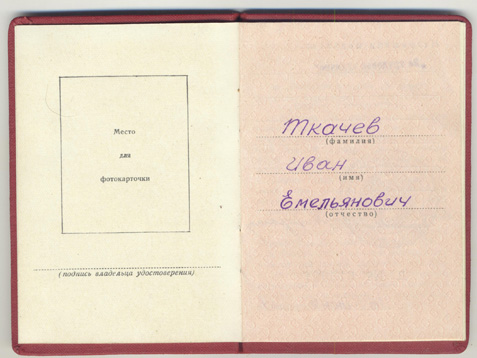 Место
для
фотокарточки
(подпись владельца удостоверения)
Ткачев
(фамилия)
Иван
(имя)
Емельянович
(отчество)